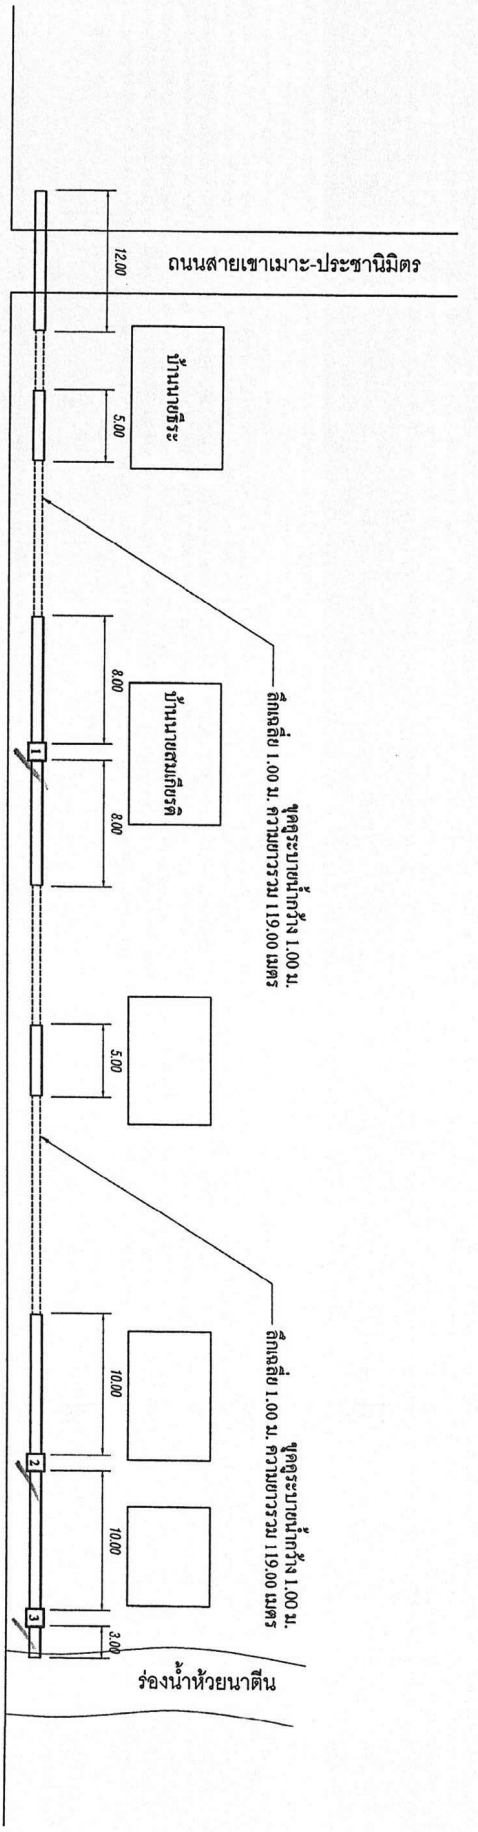 ถนนสายเขาเมาะ-ประชานิมิตร
12.00
บ้านนายธีระ
5.00
ขุดคูระบายน้ำกว้าง 1.00 ม.
ลึกเฉลี่ย 1.00 ม. ความยาวรวม 119.00 เมตร
8.00
บ้านนายสมเกียรติ
1
8.00
5.00
ขุดคูระบายน้ำกว้าง 1.00 ม.
ลึกเฉลี่ย 1.00 ม. ความยาวรวม 119.00 เมตร
10.00
2
10.00
3
3.00
ร่องน้ำห้วยนาตีน